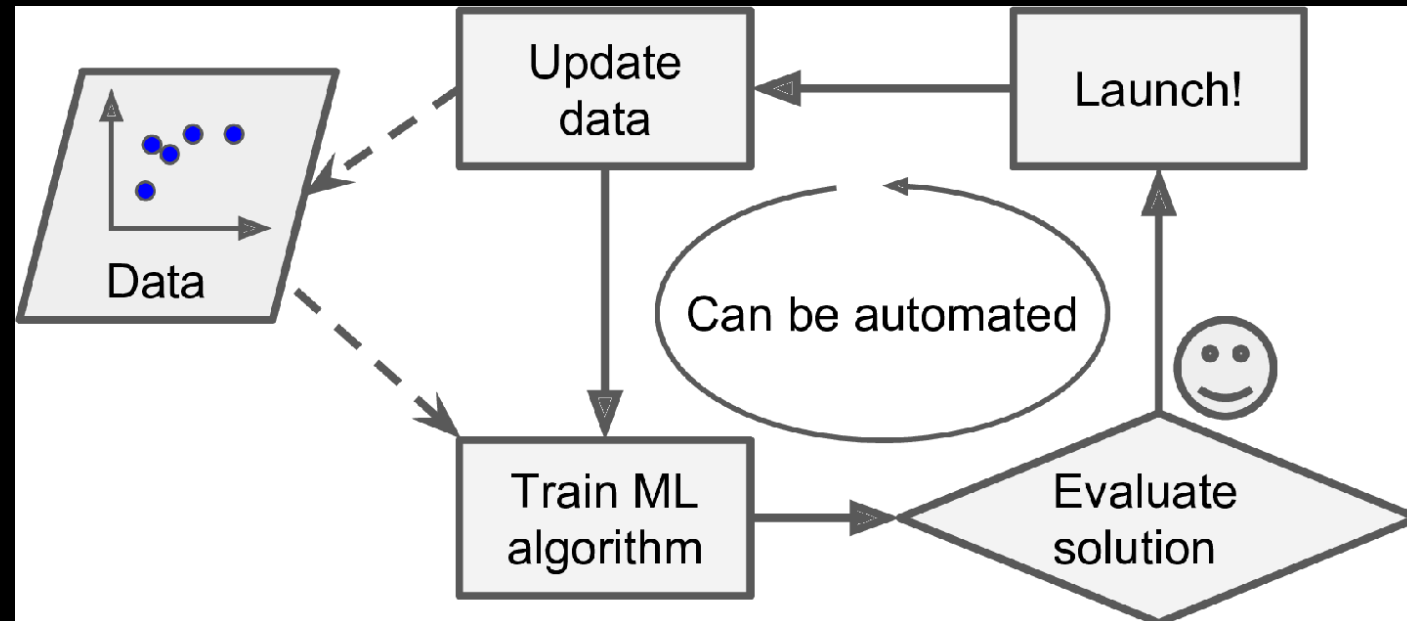 Update
data
Launch!
Data
Can be automated
Train ML
algorithm
Evaluate
solution